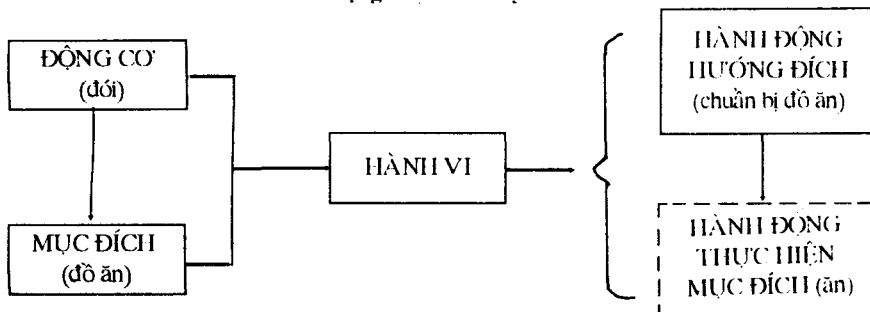 ĐỘNG CƠ
(đói)
MỤC ĐÍCH
(đồ ăn)
HÀNH VI
HÀNH ĐỘNG
HƯỚNG ĐÍCH
(chuẩn bị đồ ăn)
HÀNH ĐỘNG
THỰC HIỆN
MỤC ĐÍCH (ăn)